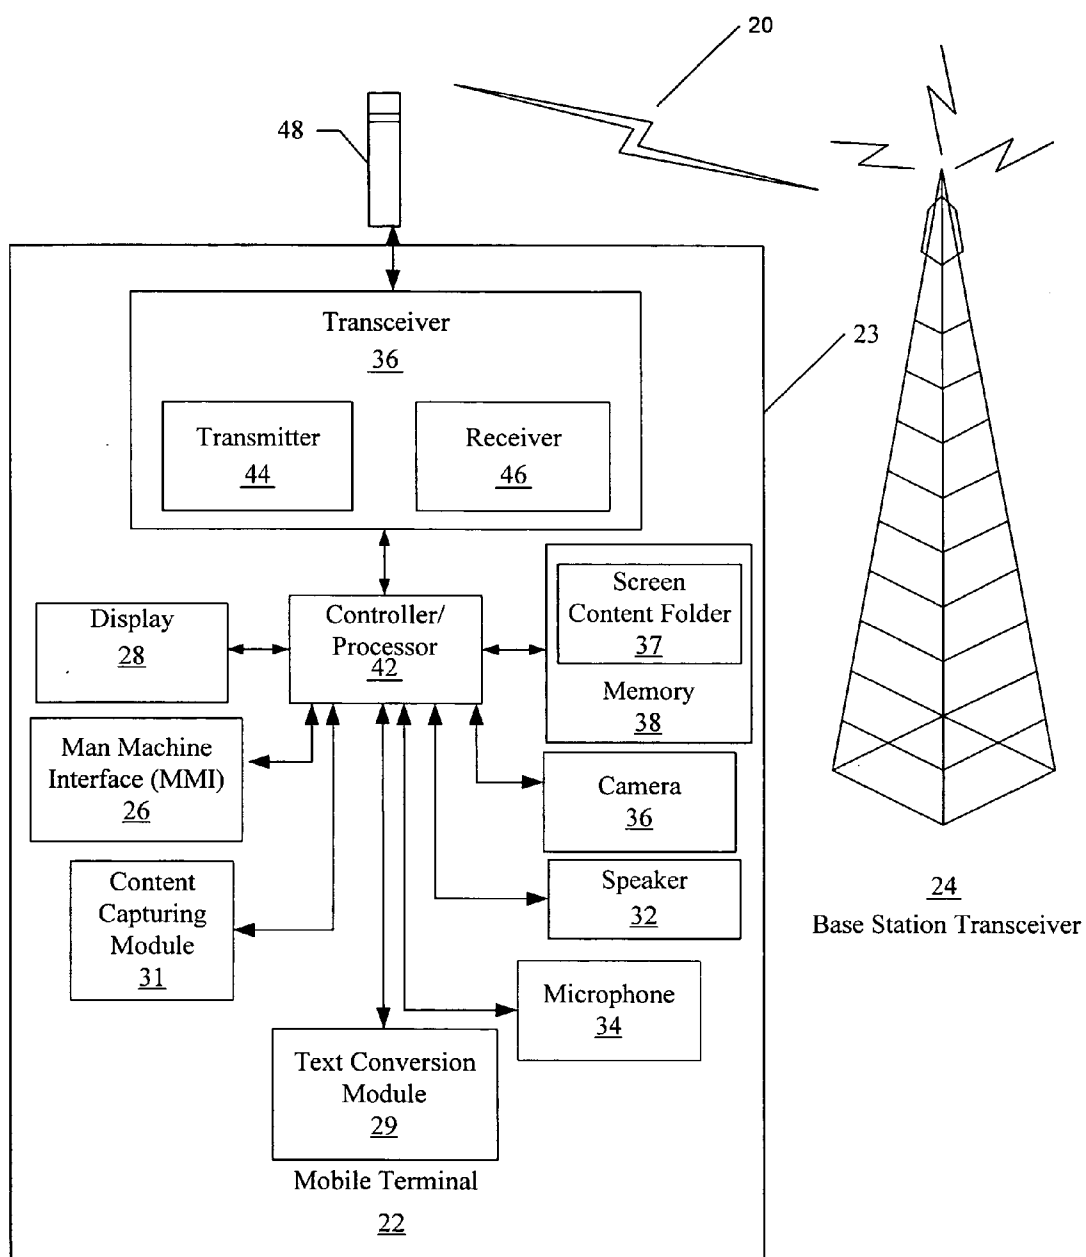 20
48
Transceiver
36
23
Transmitter
44
Receiver
46
Screen
Content Folder
37
Memory
38
Display
28
Controller/
Processor
42
Man Machine
Interface (MMI)
26
Camera
36
Content
Capturing
Module
31
Speaker
32
24
Base Station Transceiver
Microphone
34
Text Conversion
Module
29
Mobile Terminal
22